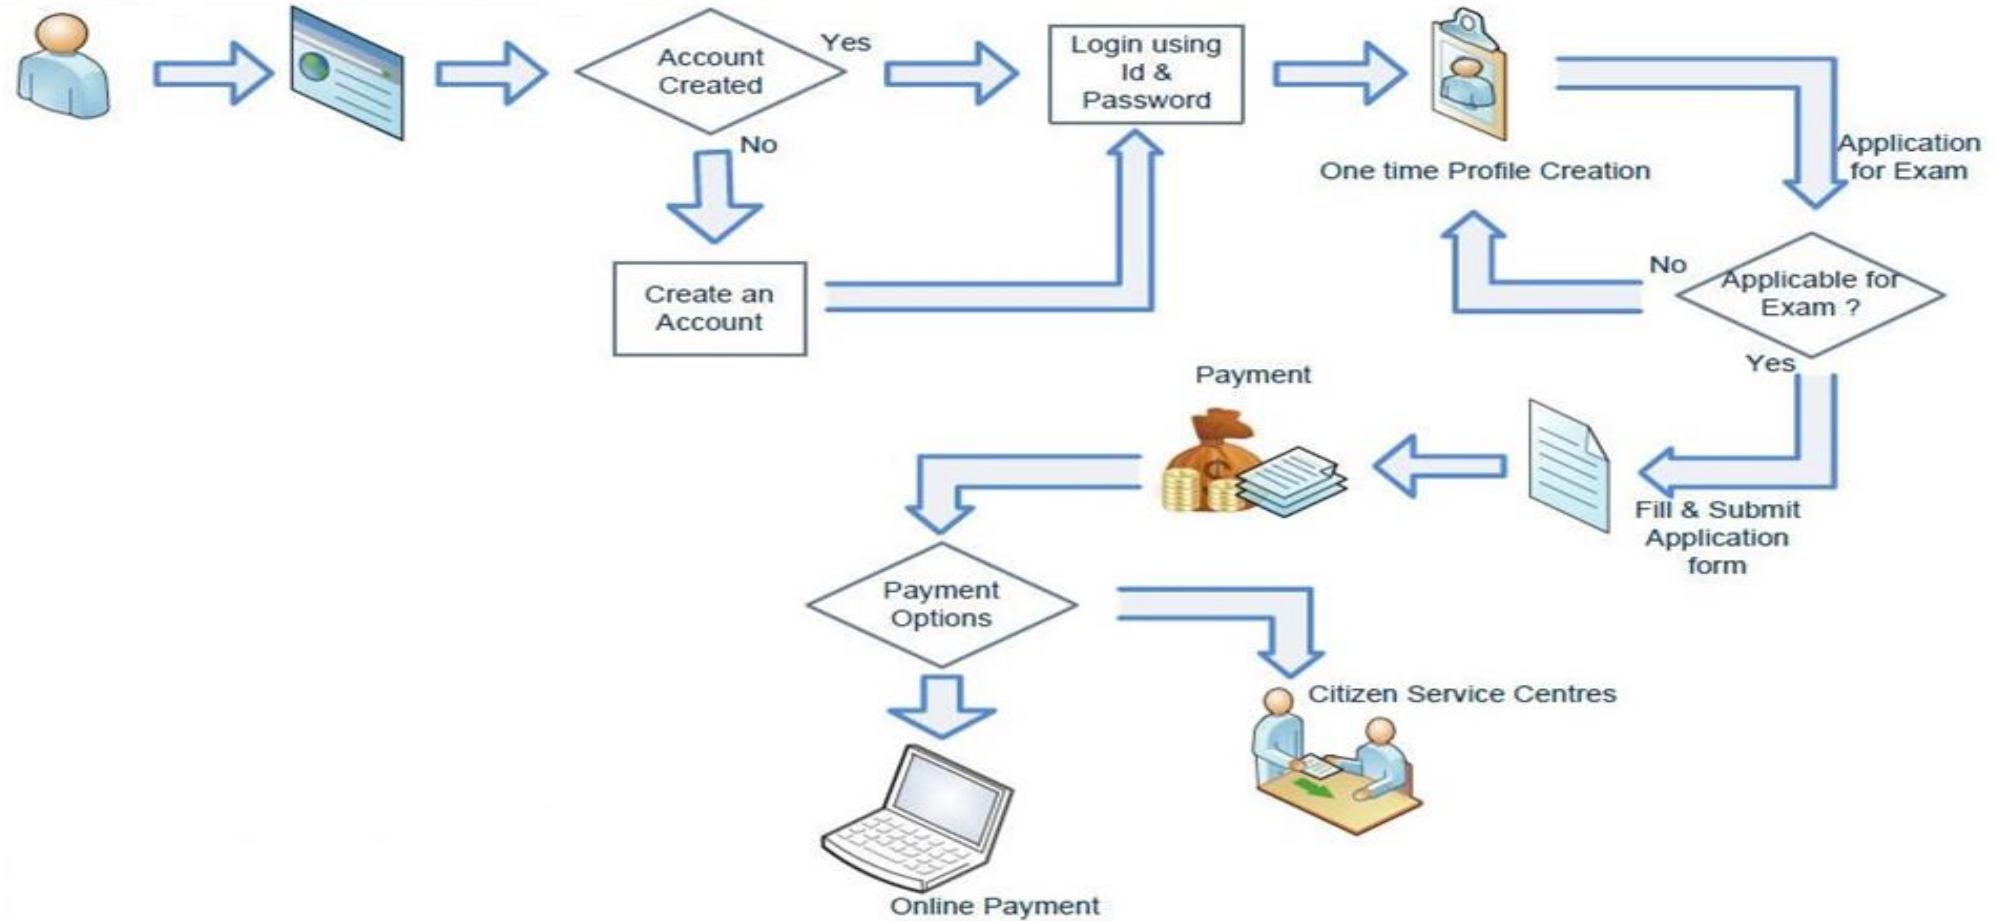 Account
Created
Yes
No
Login using
Id &
Password
One time Profile Creation
Application
for Exam
Create an
Account
No
Applicable for
Exam ?
Yes
Payment
Fill & Submit
Application
form
Payment
Options
Citizen Service Centres
Online Payment